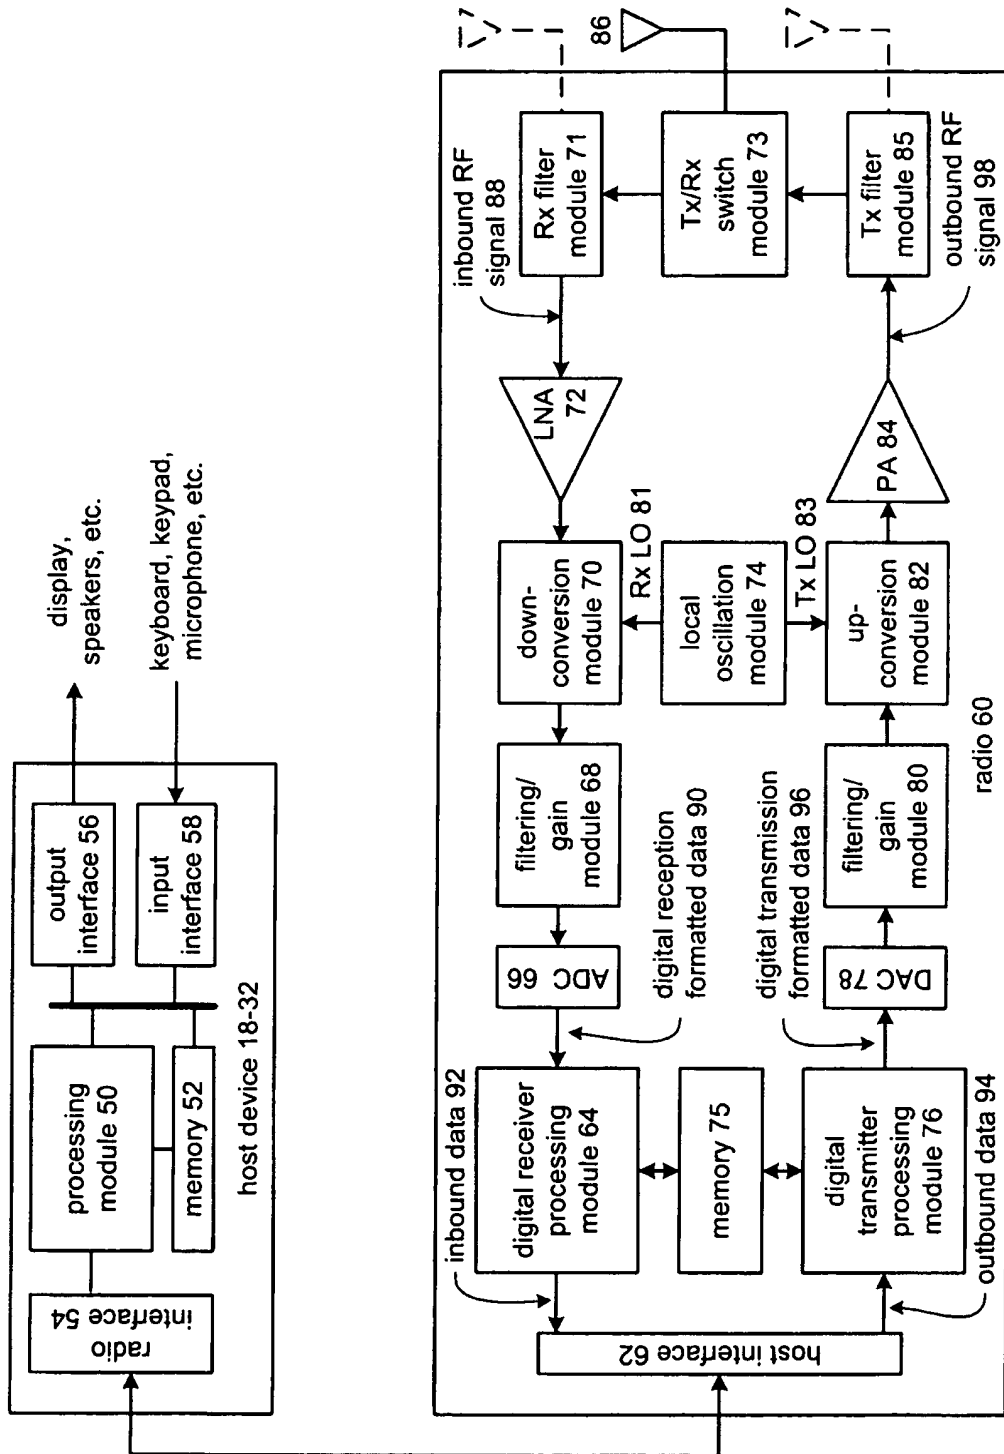 display,
speakers, etc.
keyboard, keypad,
microphone, etc.
output
interface 56
input
interface 58
processing
module 50
memory 52
radio
interface 54
host device 18-32
86
Rx filter
module 71
Tx/Rx
switch
module 73
Tx filter
module 85
inbound RF
signal 88
outbound RF
signal 98
LNA
72
PA 84
down-
conversion
module 70
Rx LO 81
local
oscillation
module 74
Tx LO 83
up-
conversion
module 82
filtering/
gain
module 68
filtering/
gain
module 80
ADC 66
digital reception
formatted data 90
digital transmission
formatted data 96
DAC 78
digital receiver
processing
module 64
memory 75
digital
transmitter
processing
module 76
inbound data 92
outbound data 94
host interface 62
radio 60